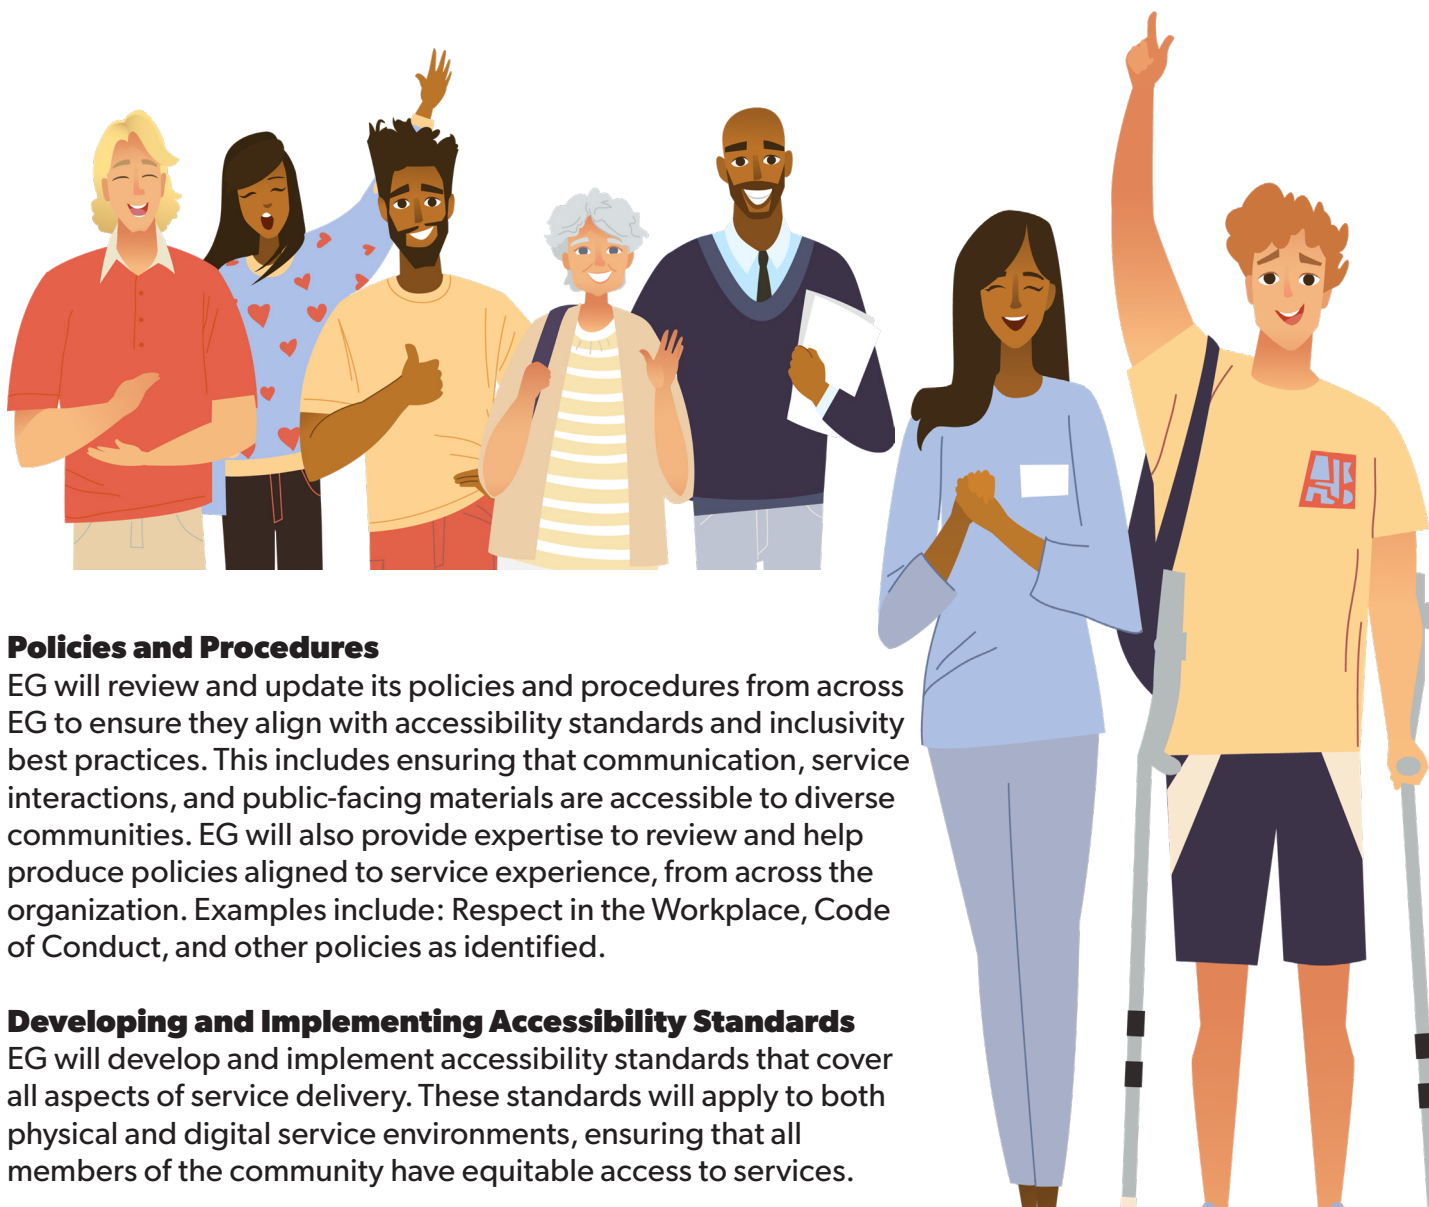 Policies and Procedures
EG will review and update its policies and procedures from across
EG to ensure they align with accessibility standards and inclusivity
best practices. This includes ensuring that communication, service
interactions, and public-facing materials are accessible to diverse
communities. EG will also provide expertise to review and help
produce policies aligned to service experience, from across the
organization. Examples include: Respect in the Workplace, Code
of Conduct, and other policies as identified.
Developing and Implementing Accessibility Standards
EG will develop and implement accessibility standards that cover
all aspects of service delivery. These standards will apply to both
physical and digital service environments, ensuring that all
members of the community have equitable access to services.